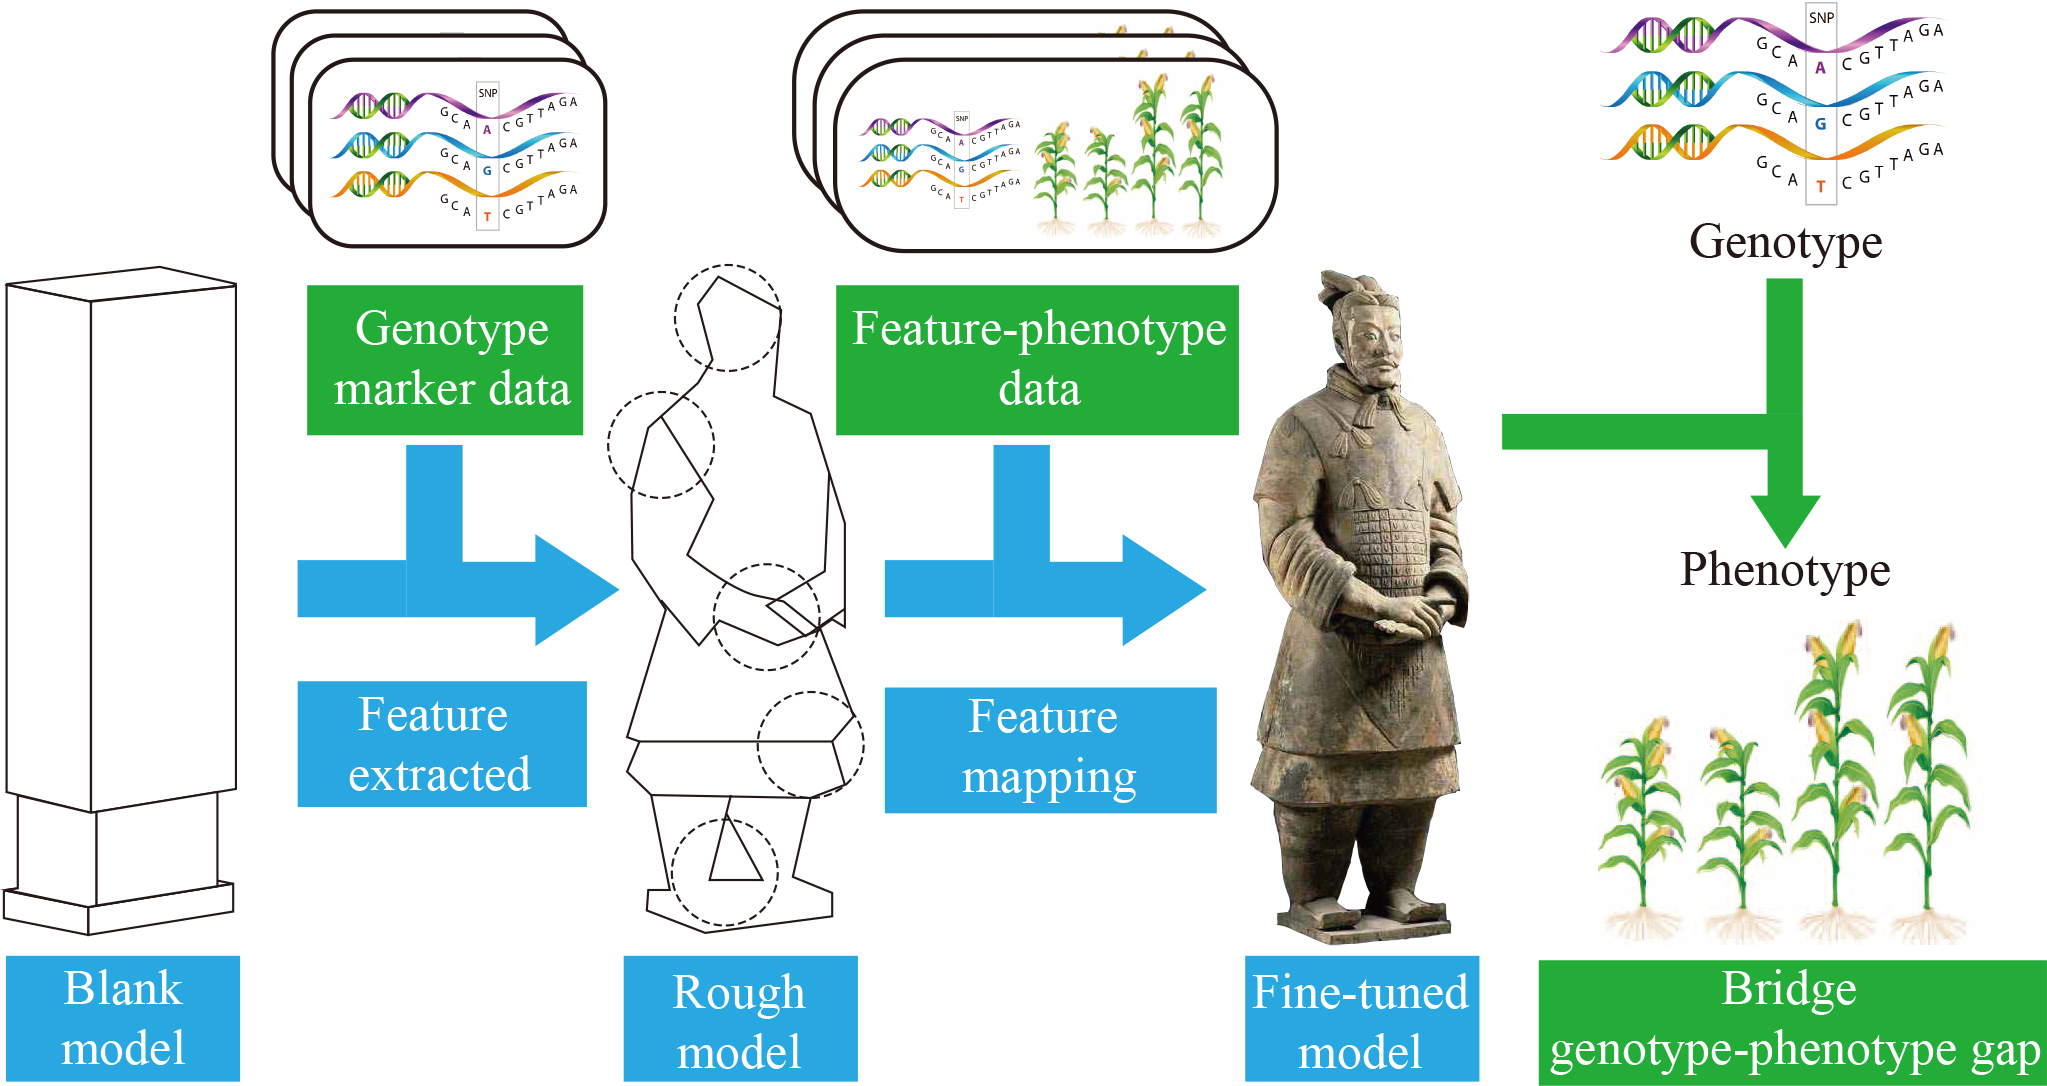 SNP
GCA A CGTTAGA
GCA G CGTTAGA
GCA T CGTTAGA
SNP
GCA A CGTTAGA
GCA G CGTTAGA
GCA T CGTTAGA
SNP
GCA A CGTTAGA
GCA G CGTTAGA
GCA T CGTTAGA
Genotype
marker data
Feature-phenotype
data
Genotype
Phenotype
Feature
extracted
Feature
mapping
Blank
model
Rough
model
Fine-tuned
model
Bridge
genotype-phenotype gap